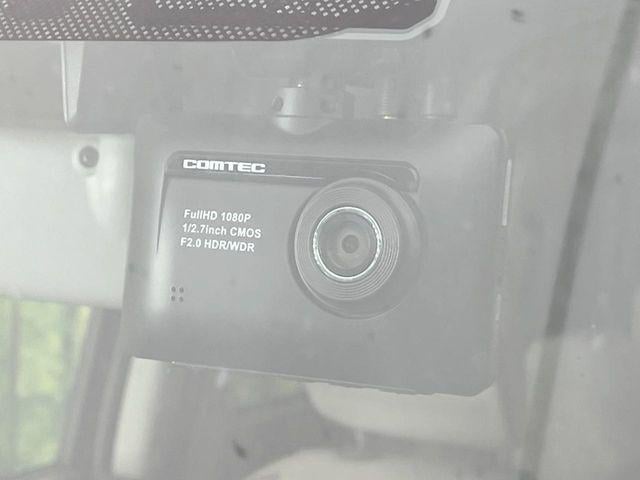 COMTEC
FullHD 1080P
1/2.7inch CMOS
F2.0 HDR/WDR